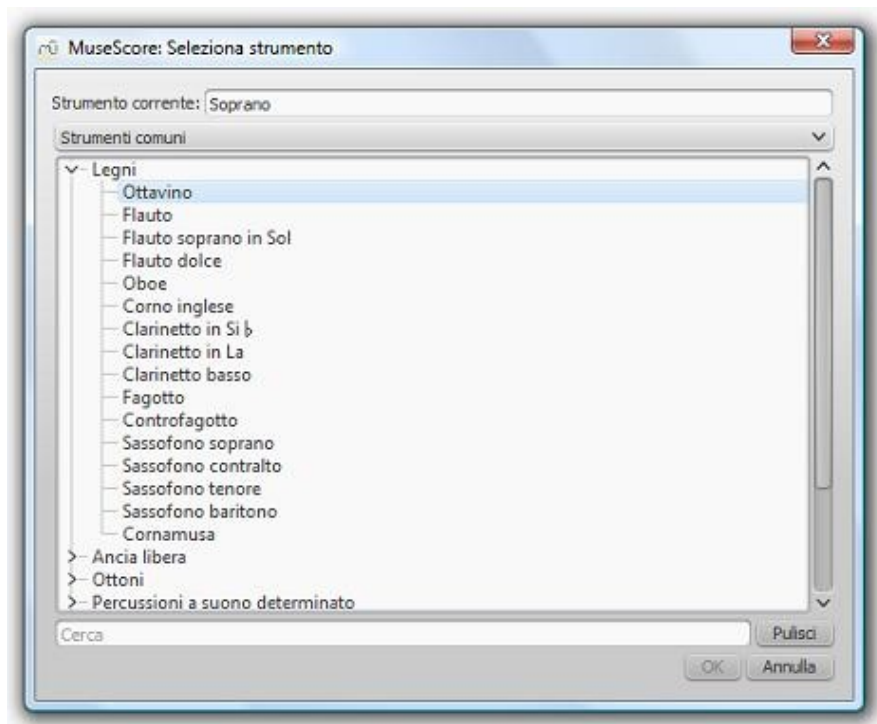 MuseScore: Seleziona strumento
Strumento corrente: Soprano
Strumenti comuni
Legni
Ottavino
Flauto
Flauto soprano in Sol
Flauto dolce
Oboe
Corno inglese
Clarinetto in Si♭
Clarinetto in La
Clarinetto basso
Fagotto
Controfagotto
Sassofono soprano
Sassofono contralto
Sassofono tenore
Sassofono baritono
Cornamusa
Ancia libera
Ottoni
Percussioni a suono determinato
Cerca Pulisci
OK Annulla